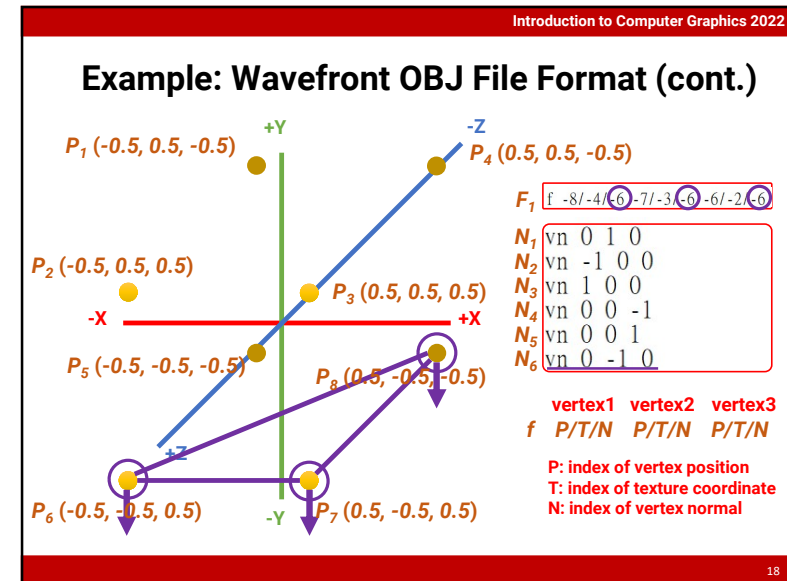 Introduction to Computer Graphics 2022
Example: Wavefront OBJ File Format (cont.)
+Y
-Z
P1 (-0.5, 0.5, -0.5)
P4 (0.5, 0.5, -0.5)
F1 f -8/-4/-6 -7/-3/-6 -6/-2/-6
N1 vn 0 1 0
N2 vn -1 0 0
N3 vn 1 0 0
N4 vn 0 0 -1
N5 vn 0 0 1
N6 vn 0 -1 0
P2 (-0.5, 0.5, 0.5)
P3 (0.5, 0.5, 0.5)
-X
+X
P5 (-0.5, -0.5, -0.5)
P8 (0.5, -0.5, -0.5)
vertex1 vertex2 vertex3
f P/T/N P/T/N P/T/N
+Z
P: index of vertex position
T: index of texture coordinate
N: index of vertex normal
P6 (-0.5, -0.5, 0.5)
-Y
P7 (0.5, -0.5, 0.5)
18